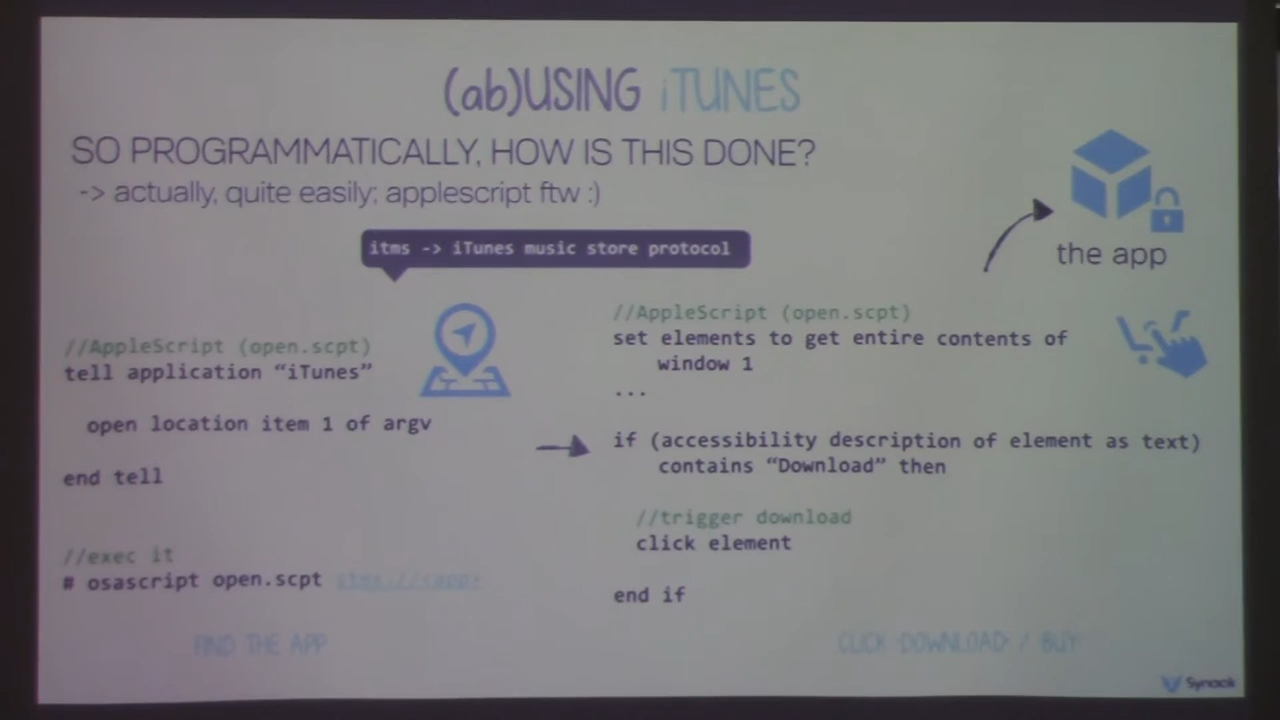 (ab)USING iTUNES
SO PROGRAMMATICALLY, HOW IS THIS DONE?
-> actually, quite easily; applescript ftw :)
itms -> iTunes music store protocol
the app
//AppleScript (open.scpt)
tell application “iTunes”
open location item 1 of argv
end tell
//exec it
# osascript open.scpt itms://<app>
FIND THE APP
//AppleScript (open.scpt)
set elements to get entire contents of
window 1
...
if (accessibility description of element as text)
contains “Download” then
//trigger download
click element
end if
CLICK 'DOWNLOAD' / 'BUY'
Synack